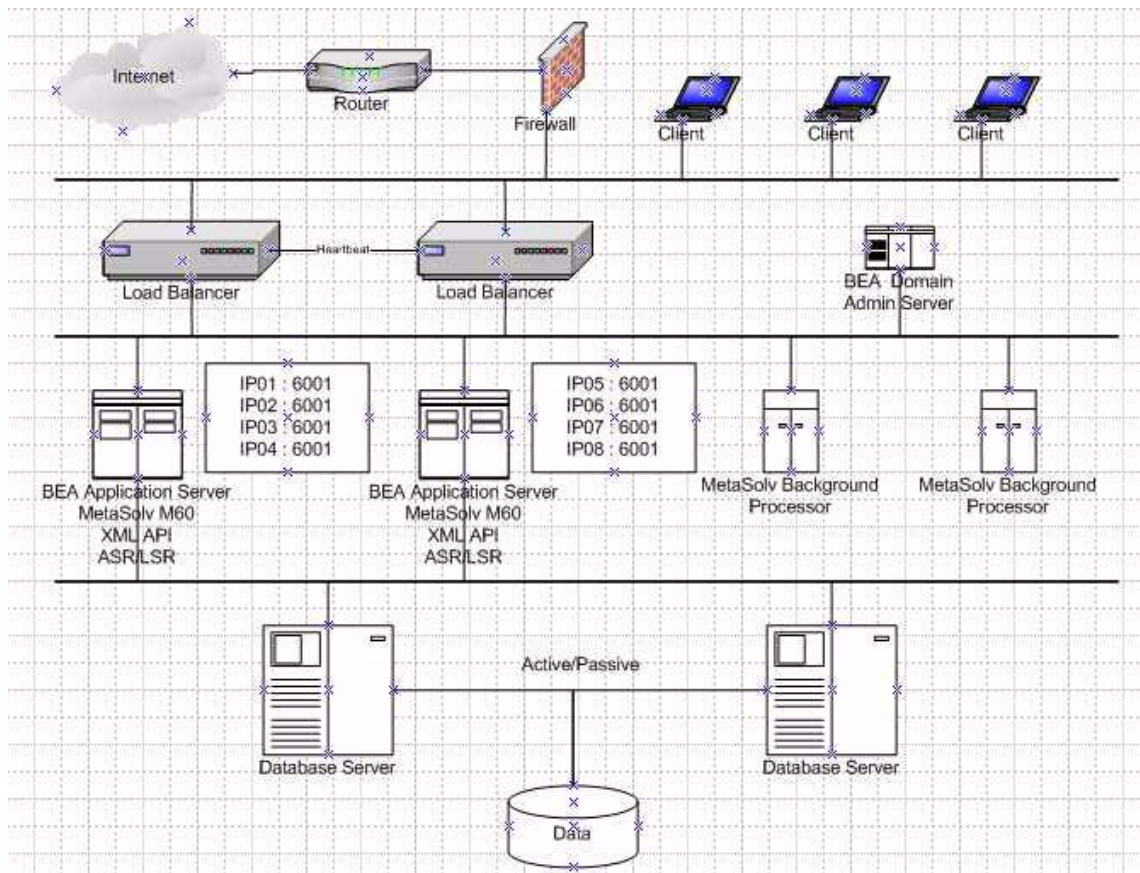 Internet
Router
Firewall
Client
Client
Client
Heartbeat
Load Balancer
Load Balancer
BEA Domain
Admin Server
IP01 : 6001
IP02 : 6001
IP03 : 6001
IP04 : 6001
IP05 : 6001
IP06 : 6001
IP07 : 6001
IP08 : 6001
BEA Application Server
MetaSolv M60
XML API
ASR/LSR
BEA Application Server
MetaSolv M60
XML API
ASR/LSR
MetaSolv Background
Processor
MetaSolv Background
Processor
Active/Passive
Database Server
Database Server
Data